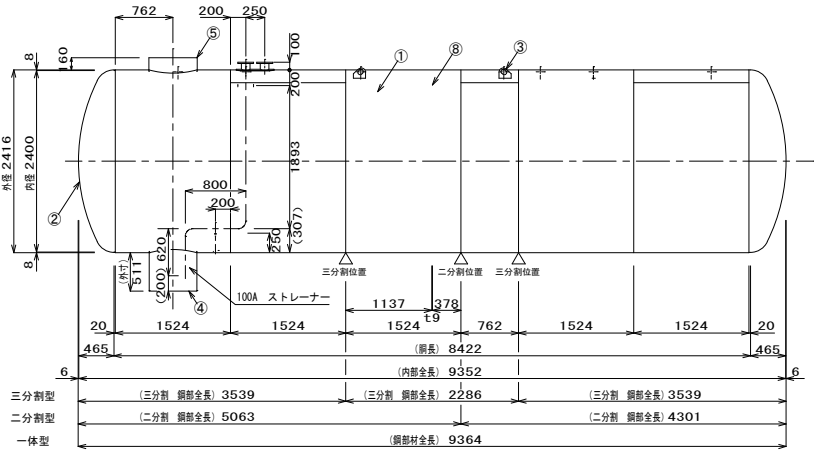 762
200
250
⑤
100
160
8
①
⑧
③
200
外径 2416
内径 2400
1893
②
800
200
(307)
250
620
(200)
(外寸)
511
8
④
100A ストレーナー
三分割位置
二分割位置
三分割位置
1137
378
t9
20
1524
1524
1524
762
1524
1524
20
465
(胴長) 8422
465
6
(内部全長) 9352
6
三分割型
(三分割 鋼部全長) 3539
(三分割 鋼部全長) 2286
(三分割 鋼部全長) 3539
二分割型
(二分割 鋼部全長) 5063
(二分割 鋼部全長) 4301
一体型
(鋼部材全長) 9364